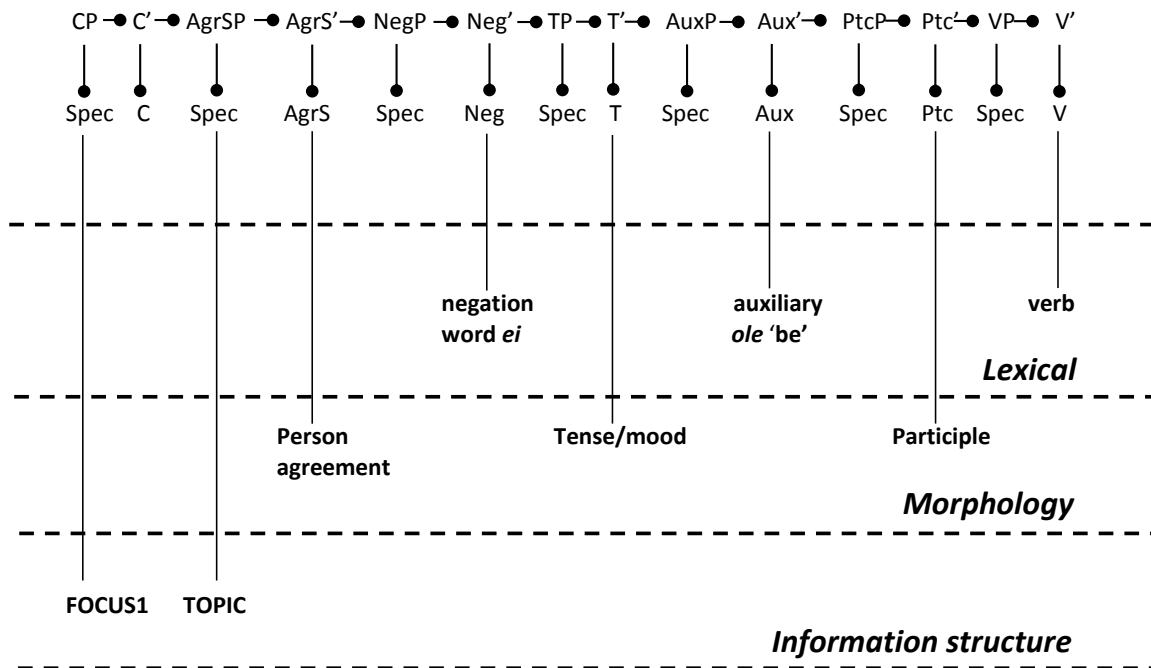 CP C’ AgrSP AgrS’ NegP Neg’ TP T’ AuxP Aux’ PtcP Ptc’ VP V’
Spec C Spec AgrS Spec Neg Spec T Spec Aux Spec Ptc Spec V
negation auxiliary verb
word ei ole ‘be’
Lexical
Person Tense/mood Participle
agreement
Morphology
FOCUS1 TOPIC
Information structure